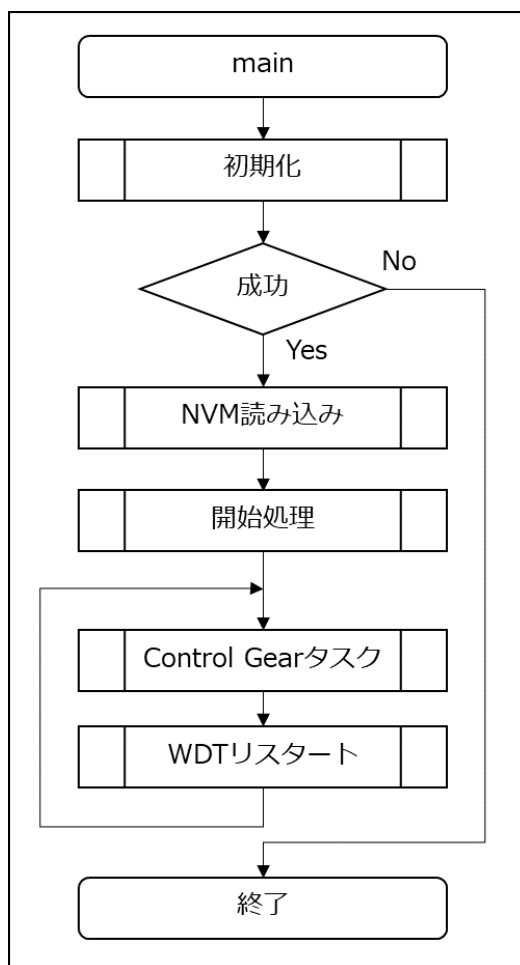 main
初期化
成功
No
Yes
NVM読み込み
開始処理
Control Gearタスク
WDTリスタート
終了